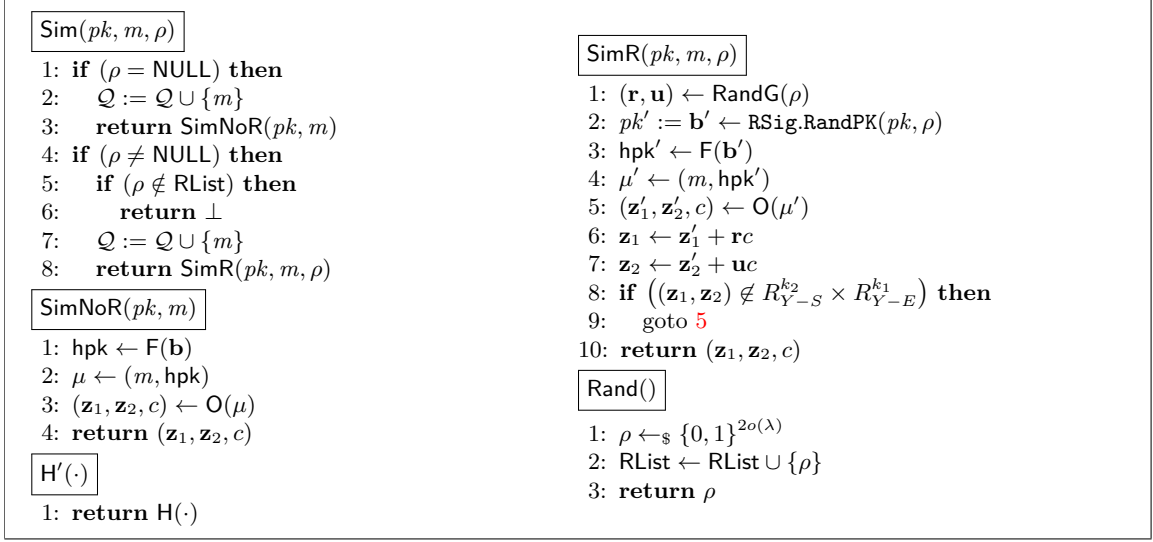 Sim(pk, m, ρ)
1: if (ρ = NULL) then
2: Q := Q ∪ {m}
3: return SimNoR(pk, m)
4: if (ρ ≠ NULL) then
5: if (ρ ∉ RList) then
6: return ⊥
7: Q := Q ∪ {m}
8: return SimR(pk, m, ρ)
SimNoR(pk, m)
1: hpk ← F(b)
2: μ ← (m, hpk)
3: (z₁, z₂, c) ← O(μ)
4: return (z₁, z₂, c)
H′(·)
1: return H(·)
SimR(pk, m, ρ)
1: (r, u) ← RandG(ρ)
2: pk′ := b′ ← RSig.RandPK(pk, ρ)
3: hpk′ ← F(b′)
4: μ′ ← (m, hpk′)
5: (z′₁, z′₂, c) ← O(μ′)
6: z₁ ← z′₁ + rc
7: z₂ ← z′₂ + uc
8: if ((z₁, z₂) ∉ R^{k₂}_{Y−S} × R^{k₁}_{Y−E}) then
9: goto 5
10: return (z₁, z₂, c)
Rand()
1: ρ ←$ {0, 1}^{2o(λ)}
2: RList ← RList ∪ {ρ}
3: return ρ